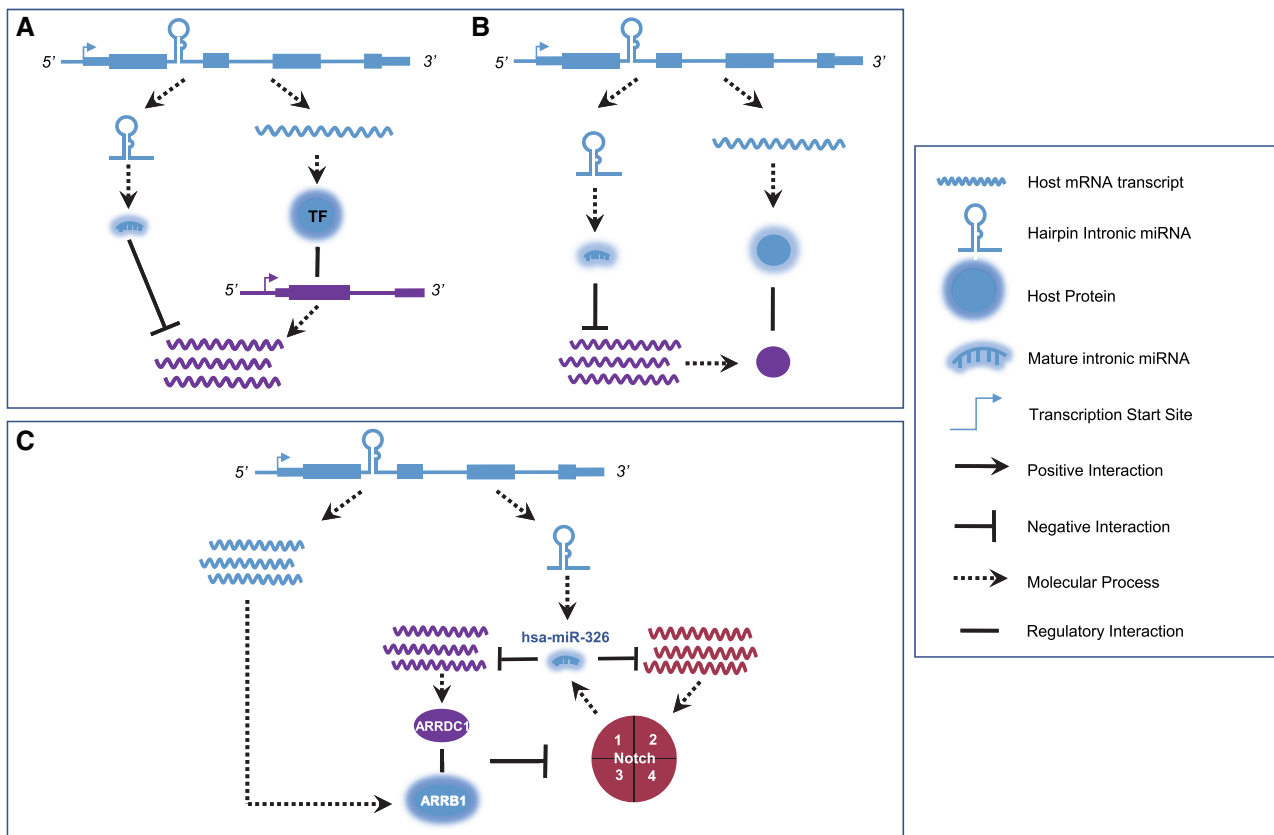 A
5’ 3’
TF
5’ 3’
B
5’ 3’
C
5’ 3’
hsa-miR-326
ARRDC1
ARRB1
1 2
Notch
3 4
Host mRNA transcript
Hairpin Intronic miRNA
Host Protein
Mature intronic miRNA
Transcription Start Site
Positive Interaction
Negative Interaction
Molecular Process
Regulatory Interaction